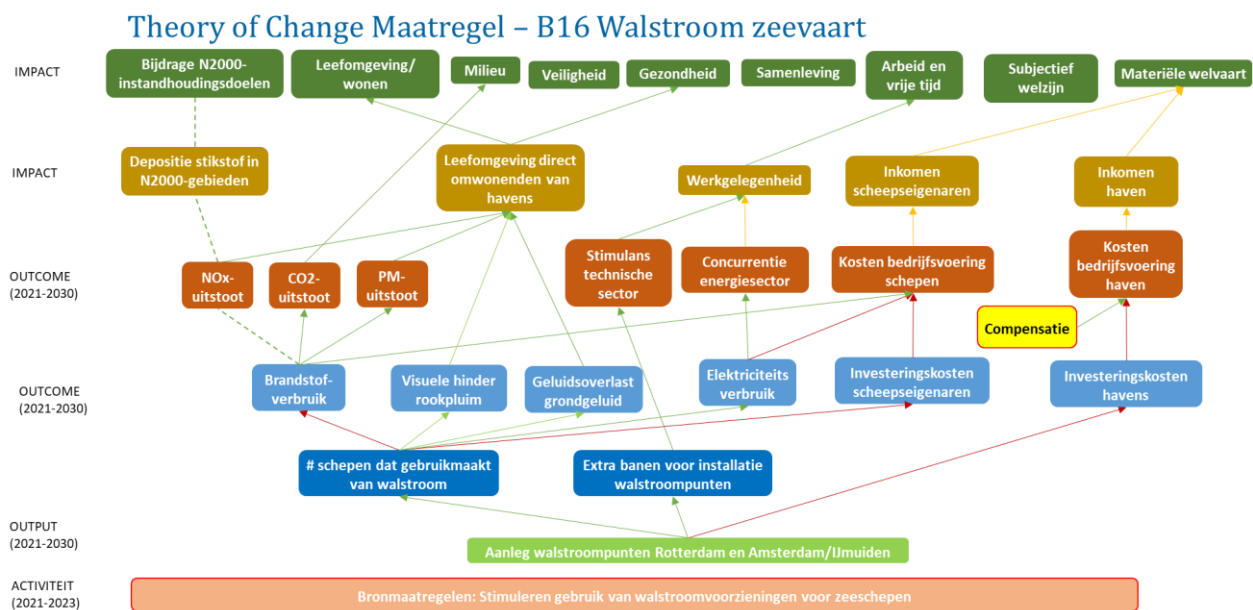 Theory of Change Maatregel – B16 Walstroom zeevaart
IMPACT
Bijdrage N2000-
instandhoudingsdoelen
Leefomgeving/
wonen
Milieu
Veiligheid
Gezondheid
Samenleving
Arbeid en
vrije tijd
Subjectief
welzijn
Materiële welvaart
IMPACT
Depositie stikstof in
N2000-gebieden
Leefomgeving direct
omwonenden van
havens
Werkgelegenheid
Inkomen
scheepseigenaren
Inkomen
haven
OUTCOME
(2021-2030)
NOx-
uitstoot
CO2-
uitstoot
PM-
uitstoot
Stimulans
technische
sector
Concurrentie
energiesector
Kosten bedrijfsvoering
schepen
Kosten
bedrijfsvoering
haven
Compensatie
OUTCOME
(2021-2030)
Brandstof-
verbruik
Visuele hinder
rookpluim
Geluidsoverlast
grondgeluid
Elektriciteits
verbruik
Investeringskosten
scheepseigenaren
Investeringskosten
havens
# schepen dat gebruikmaakt
van walstroom
Extra banen voor installatie
walstroompunten
OUTPUT
(2021-2030)
Aanleg walstroompunten Rotterdam en Amsterdam/IJmuiden
ACTIVITEIT
(2021-2023)
Bronmaatregelen: Stimuleren gebruik van walstroomvoorzieningen voor zeeschepen